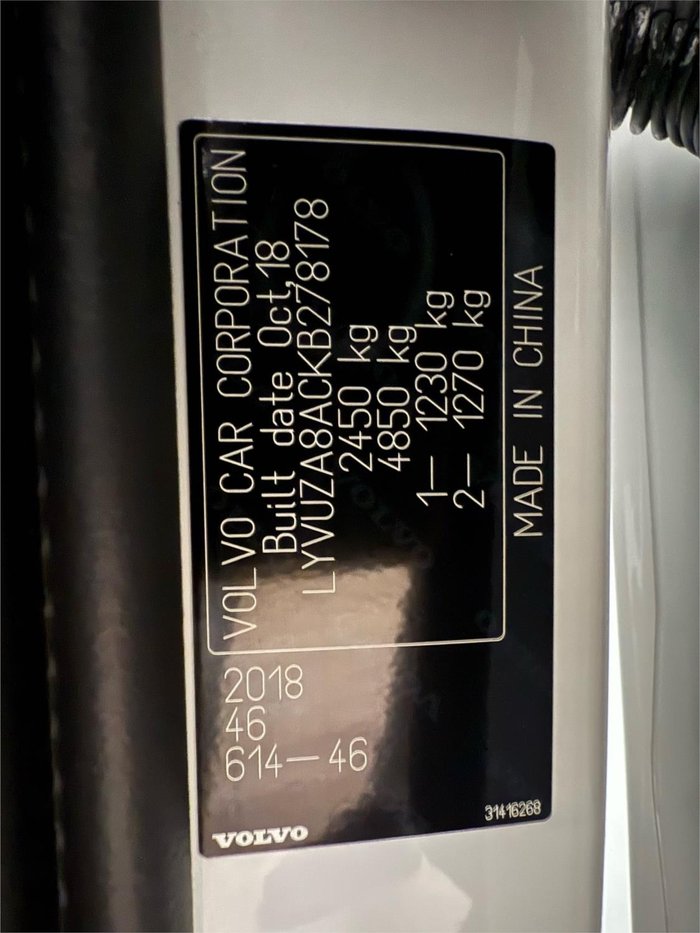 VOLVO CAR CORPORATION
Built date Oct,18
LYVUZA8ACKB278178
2450 kg
4850 kg
1— 1230 kg
2— 1270 kg
MADE IN CHINA
2018
46
614—46
VOLVO
31416268